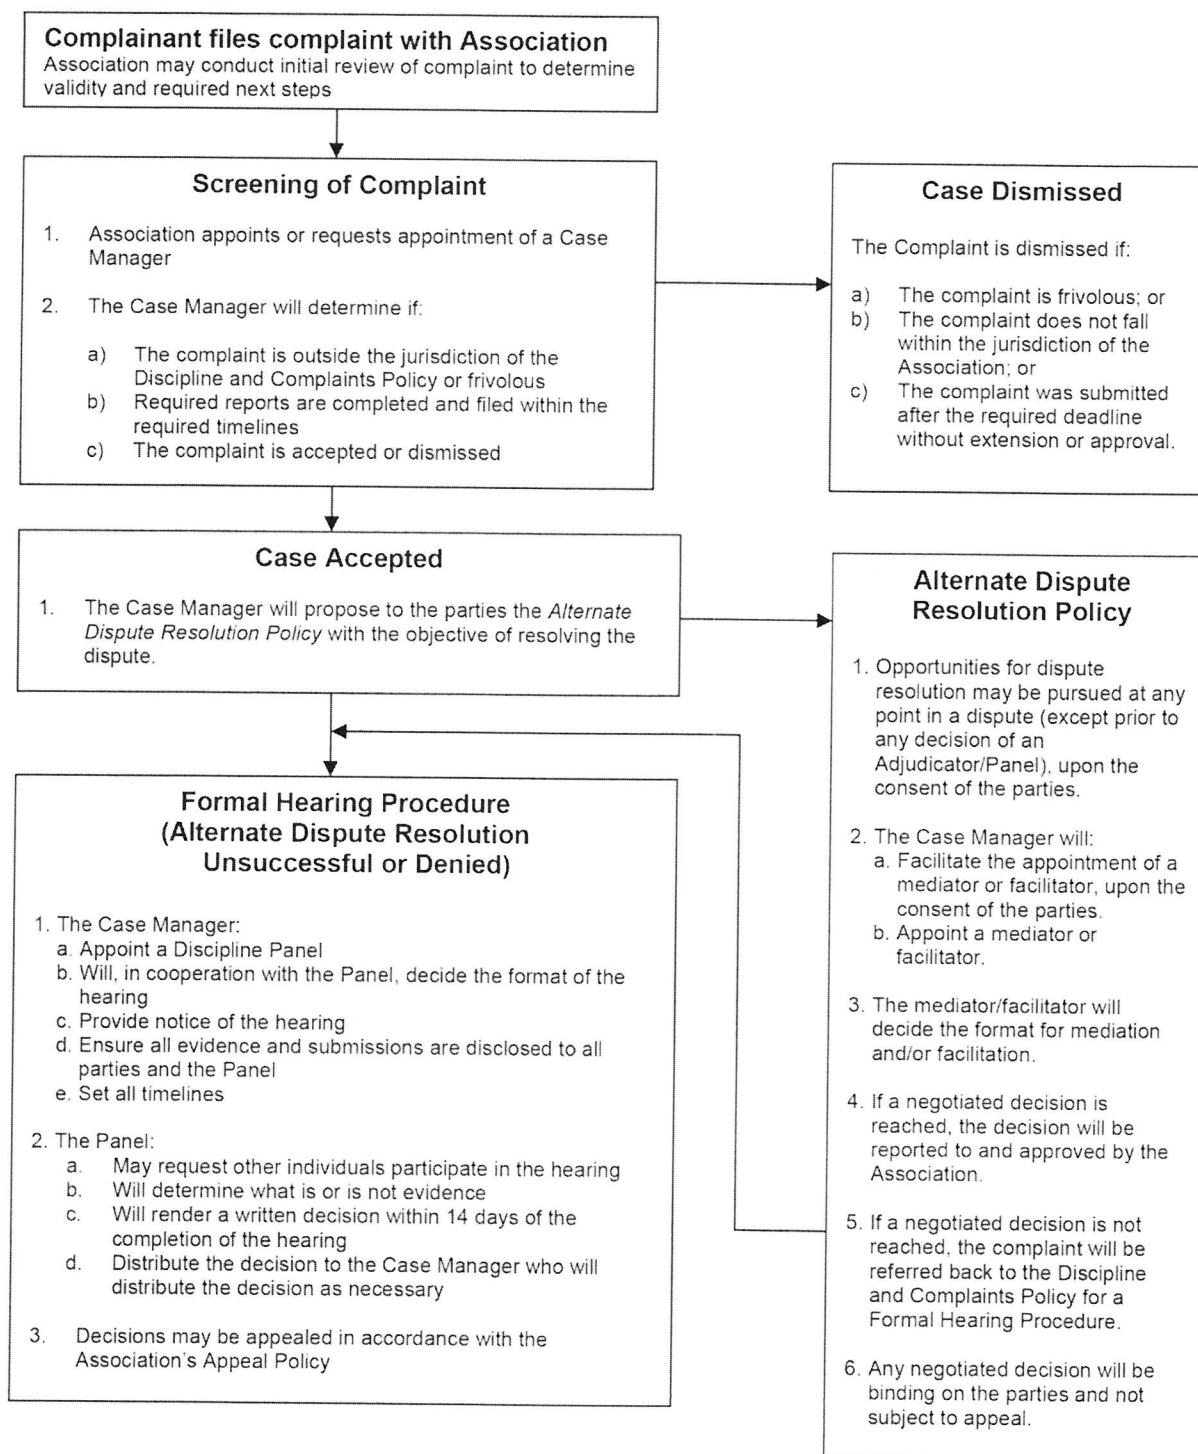 Complainant files complaint with Association
Association may conduct initial review of complaint to determine
validity and required next steps
Screening of Complaint
1. Association appoints or requests appointment of a Case
Manager
2. The Case Manager will determine if:
a) The complaint is outside the jurisdiction of the
Discipline and Complaints Policy or frivolous
b) Required reports are completed and filed within the
required timelines
c) The complaint is accepted or dismissed
Case Dismissed
The Complaint is dismissed if:
a) The complaint is frivolous; or
b) The complaint does not fall
within the jurisdiction of the
Association; or
c) The complaint was submitted
after the required deadline
without extension or approval.
Case Accepted
1. The Case Manager will propose to the parties the Alternate
Dispute Resolution Policy with the objective of resolving the
dispute.
Alternate Dispute
Resolution Policy
1. Opportunities for dispute
resolution may be pursued at any
point in a dispute (except prior to
any decision of an
Adjudicator/Panel), upon the
consent of the parties.
2. The Case Manager will:
a. Facilitate the appointment of a
mediator or facilitator, upon the
consent of the parties.
b. Appoint a mediator or
facilitator.
3. The mediator/facilitator will
decide the format for mediation
and/or facilitation.
4. If a negotiated decision is
reached, the decision will be
reported to and approved by the
Association.
5. If a negotiated decision is not
reached, the complaint will be
referred back to the Discipline
and Complaints Policy for a
Formal Hearing Procedure.
6. Any negotiated decision will be
binding on the parties and not
subject to appeal.
Formal Hearing Procedure
(Alternate Dispute Resolution
Unsuccessful or Denied)
1. The Case Manager:
a. Appoint a Discipline Panel
b. Will, in cooperation with the Panel, decide the format of the
hearing
c. Provide notice of the hearing
d. Ensure all evidence and submissions are disclosed to all
parties and the Panel
e. Set all timelines
2. The Panel:
a. May request other individuals participate in the hearing
b. Will determine what is or is not evidence
c. Will render a written decision within 14 days of the
completion of the hearing
d. Distribute the decision to the Case Manager who will
distribute the decision as necessary
3. Decisions may be appealed in accordance with the
Association's Appeal Policy